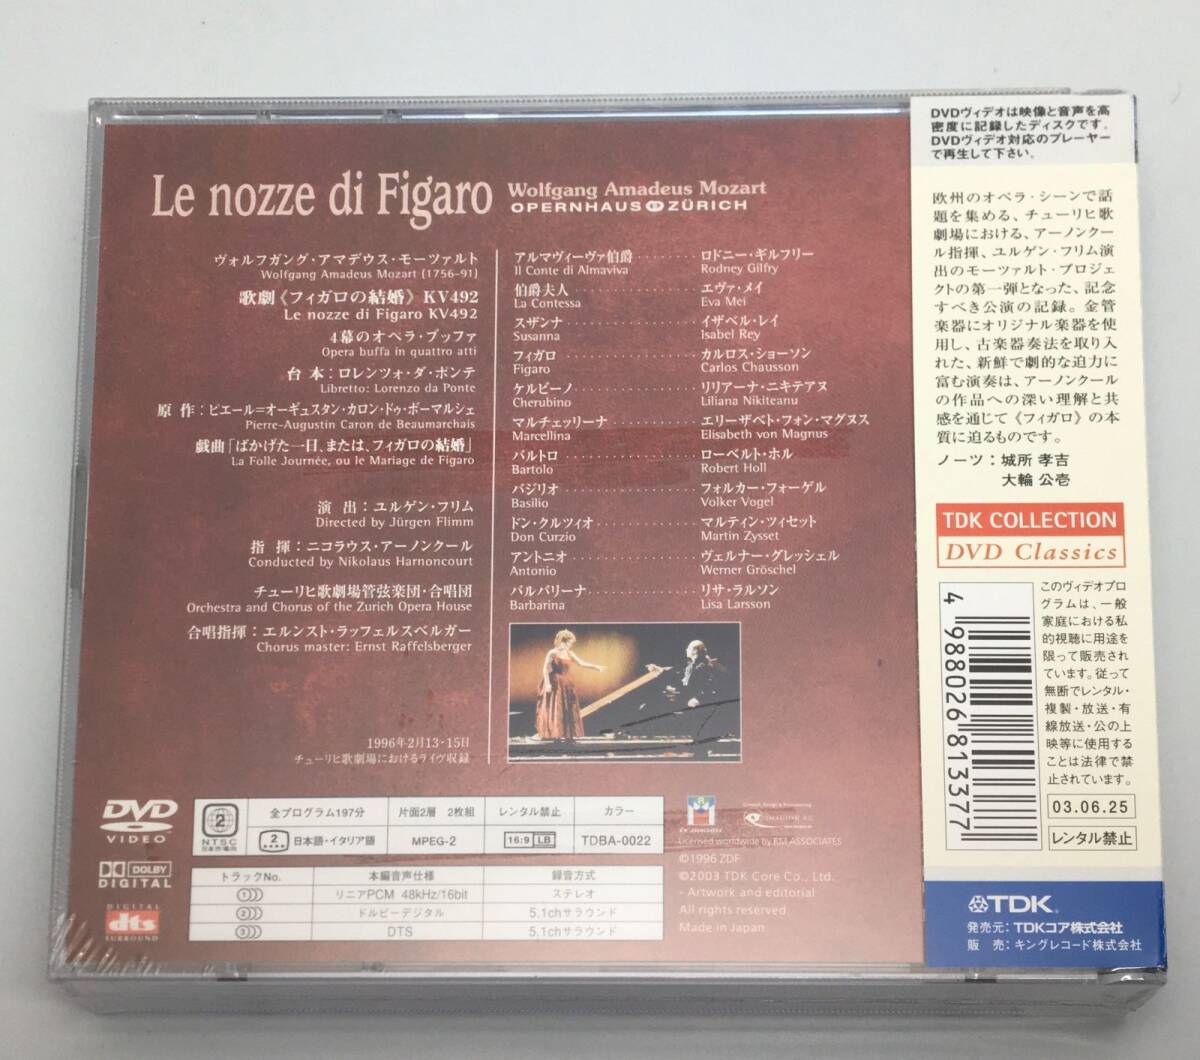 Le nozze di Figaro
Wolfgang Amadeus Mozart
OPERNHAUS ZÜRICH
ヴォルフガング・アマデウス・モーツァルト
Wolfgang Amadeus Mozart (1756-91)
歌劇《フィガロの結婚》KV492
Le nozze di Figaro KV492
4幕のオペラ・ブッファ
Opera buffa in quattro atti
台 本:ロレンツォ・ダ・ポンテ
Libretto: Lorenzo da Ponte
原 作:ピエール=オーギュスタン・カロン・ドゥ・ボーマルシェ
Pierre-Augustin Caron de Beaumarchais
戯曲「ばかげた一日、または、フィガロの結婚」
La Folle Journée, ou le Mariage de Figaro
演 出:ユルゲン・フリム
Directed by Jürgen Flimm
指 揮:ニコラウス・アーノンクール
Conducted by Nikolaus Harnoncourt
チューリヒ歌劇場管弦楽団・合唱団
Orchestra and Chorus of the Zurich Opera House
合唱指揮:エルンスト・ラッフェルスベルガー
Chorus master: Ernst Raffelsberger
1996年2月13・15日
チューリヒ歌劇場におけるライヴ収録
アルマヴィーヴァ伯爵 ········ ロドニー・ギルフリー
Il Conte di Almaviva Rodney Gilfry
伯爵夫人 ·············· エヴァ・メイ
La Contessa Eva Mei
スザンナ ·············· イザベル・レイ
Susanna Isabel Rey
フィガロ ·············· カルロス・ショーソン
Figaro Carlos Chausson
ケルビーノ ············ リリアーナ・ニキテアヌ
Cherubino Liliana Nikiteanu
マルチェッリーナ ·········· エリーザベト・フォン・マグヌス
Marcellina Elisabeth von Magnus
バルトロ ·············· ローベルト・ホル
Bartolo Robert Holl
バジリオ ·············· フォルカー・フォーゲル
Basilio Volker Vogel
ドン・クルツィオ ·········· マルティン・ツィセット
Don Curzio Martin Zysset
アントニオ ············ ヴェルナー・グレッシェル
Antonio Werner Gröschel
バルバリーナ ············ リサ・ラルソン
Barbarina Lisa Larsson
DVD
VIDEO
DOLBY
DIGITAL
DIGITAL
dts
SURROUND
2
NTSC
日本市場向
全プログラム197分
片面2層 2枚組
レンタル禁止
カラー
2 日本語・イタリア語
MPEG-2
16:9 LB
TDBA-0022
トラックNo. 本編音声仕様 録音方式
1 リニアPCM 48kHz/16bit ステレオ
2 ドルビーデジタル 5.1chサラウンド
3 DTS 5.1chサラウンド
Licensed worldwide by RM ASSOCIATES
©1996 ZDF
©2003 TDK Core Co., Ltd.
- Artwork and editorial
All rights reserved.
Made in Japan
DVDヴィデオは映像と音声を高
密度に記録したディスクです。
DVDヴィデオ対応のプレーヤー
で再生して下さい。
欧州のオペラ・シーンで話
題を集める、チューリヒ歌
劇場における、アーノンクー
ル指揮、ユルゲン・フリム演
出のモーツァルト・プロジェ
クトの第一弾となった、記念
すべき公演の記録。金管
楽器にオリジナル楽器を使
用し、古楽器奏法を取り入
れた、新鮮で劇的な迫力に
富む演奏は、アーノンクール
の作品への深い理解と共
感を通じて《フィガロ》の本
質に迫るものです。
ノーツ:城所 孝吉
大輪 公壱
TDK COLLECTION
DVD Classics
4 988026 813377
このヴィデオプロ
グラムは、一般
家庭における私
的視聴に用途を
限って販売されて
います。従って
無断でレンタル・
複製・放送・有
線放送・公の上
映等に使用する
ことは法律で禁
止されています。
03.06.25
レンタル禁止
TDK
発売元:TDKコア株式会社
販 売:キングレコード株式会社